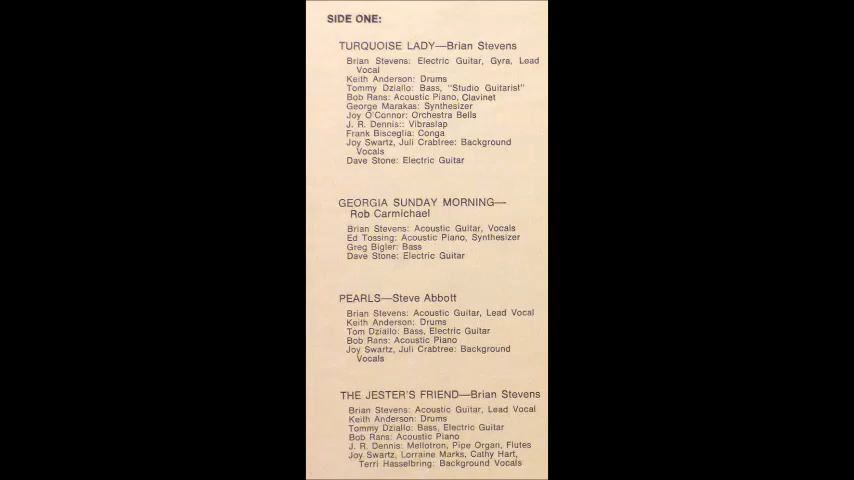 SIDE ONE:
TURQUOISE LADY—Brian Stevens
Brian Stevens: Electric Guitar, Gyra, Lead
Vocal
Keith Anderson: Drums
Tommy Dziallo: Bass, "Studio Guitarist"
Bob Rans: Acoustic Piano, Clavinet
George Marakas: Synthesizer
Joy O'Connor: Orchestra Bells
J. R. Dennis:: Vibraslap
Frank Bisceglia: Conga
Joy Swartz, Juli Crabtree: Background
Vocals
Dave Stone: Electric Guitar
GEORGIA SUNDAY MORNING—
Rob Carmichael
Brian Stevens: Acoustic Guitar, Vocals
Ed Tossing: Acoustic Piano, Synthesizer
Greg Bigler: Bass
Dave Stone: Electric Guitar
PEARLS—Steve Abbott
Brian Stevens: Acoustic Guitar, Lead Vocal
Keith Anderson: Drums
Tom Dziallo: Bass, Electric Guitar
Bob Rans: Acoustic Piano
Joy Swartz, Juli Crabtree: Background
Vocals
THE JESTER'S FRIEND—Brian Stevens
Brian Stevens: Acoustic Guitar, Lead Vocal
Keith Anderson: Drums
Tommy Dziallo: Bass, Electric Guitar
Bob Rans: Acoustic Piano
J. R. Dennis: Mellotron, Pipe Organ, Flutes
Joy Swartz, Lorraine Marks, Cathy Hart,
Terri Hasselbring: Background Vocals